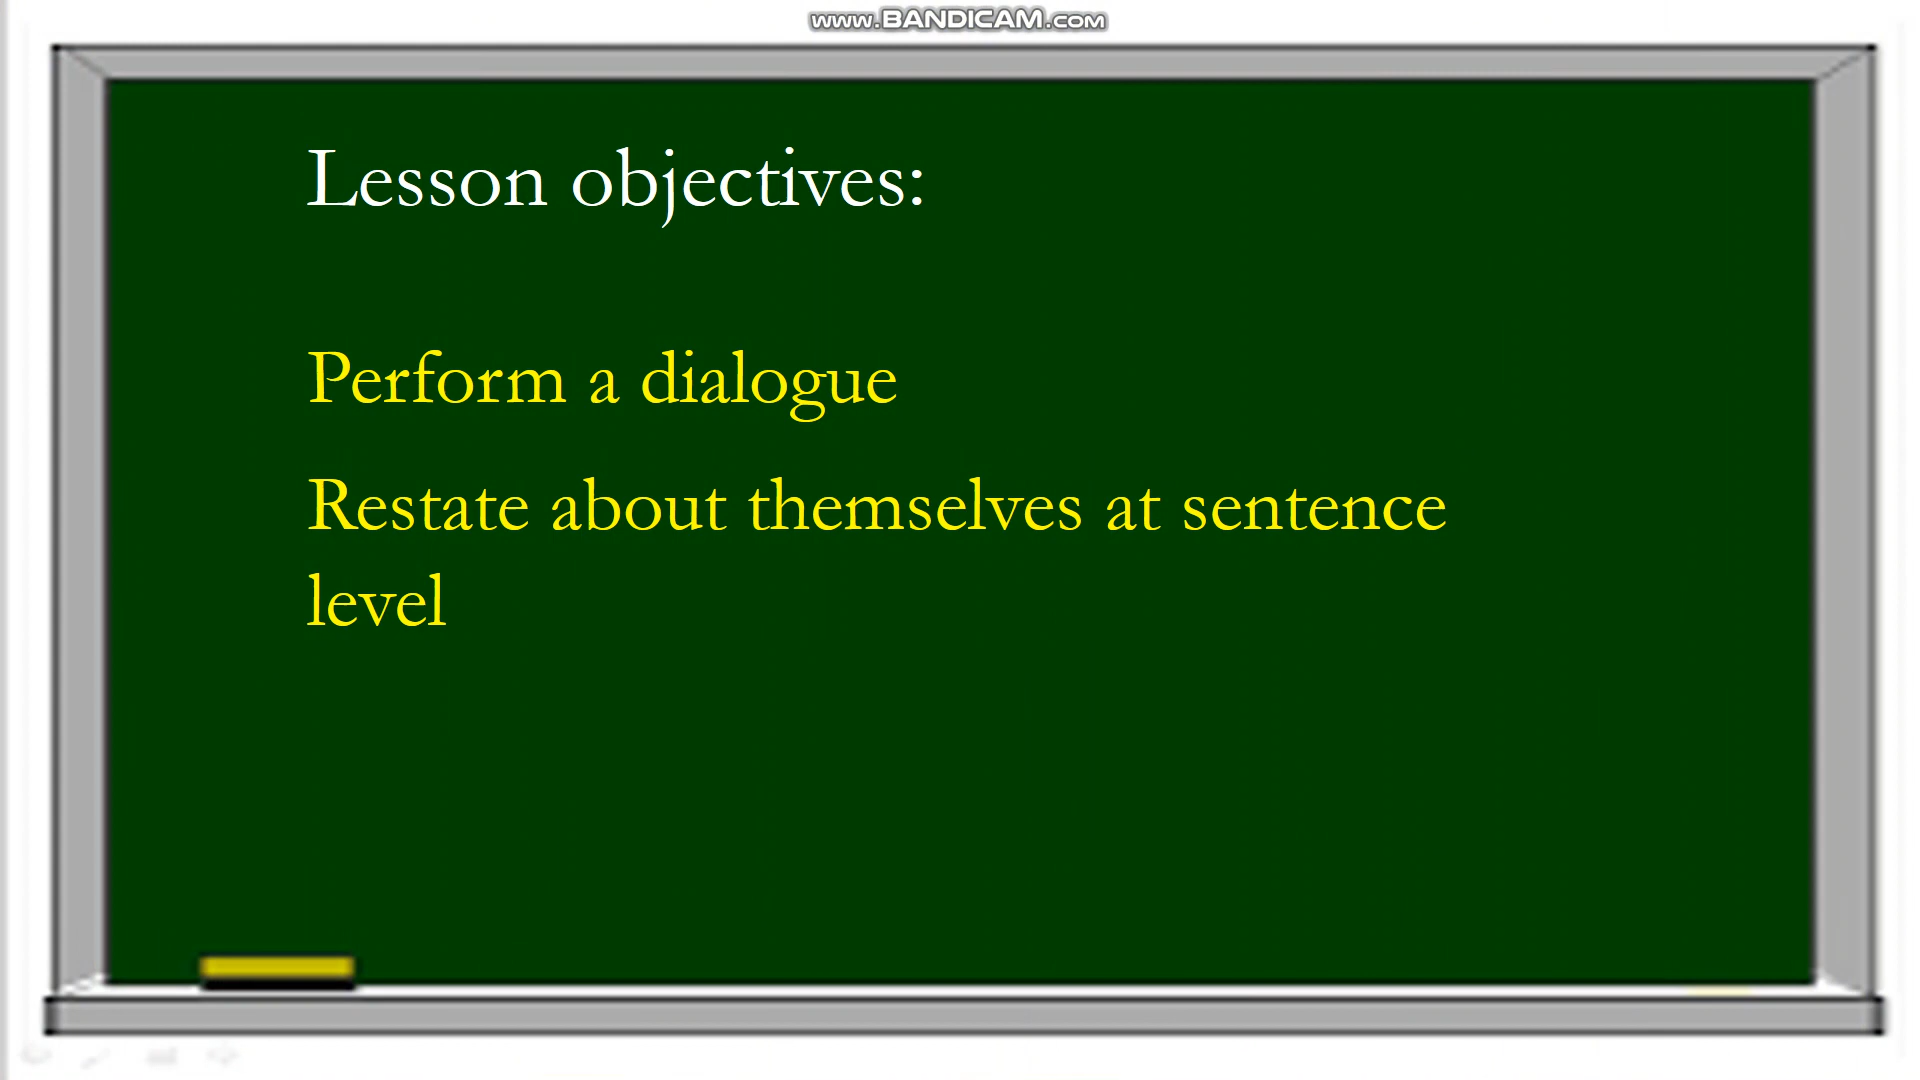 www.BANDICAM.com
Lesson objectives:
Perform a dialogue
Restate about themselves at sentence
level